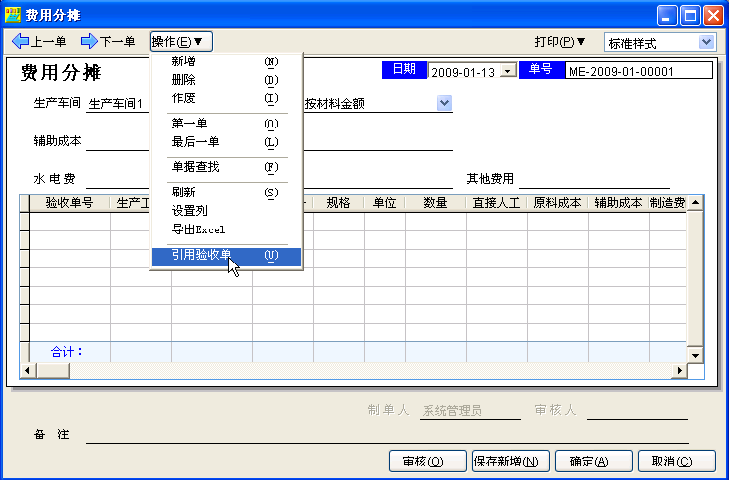 费用分摊
上一单 下一单 操作(E)▼ 打印(P)▼ 标准样式
费用分摊 日期 2009-01-13 单号 ME-2009-01-00001
生产车间 生产车间1 按材料金额
辅助成本
水电费 其他费用
新增 (N)
删除 (D)
作废 (I)
第一单
最后一单 (L)
单据查找 (F)
刷新 (S)
设置列
导出Excel
引用验收单 (U)
验收单号 生产工 规格 单位 数量 直接人工 原料成本 辅助成本 制造费
合计：
制单人 系统管理员 审核人
备 注
审核(O) 保存新增(N) 确定(A) 取消(C)